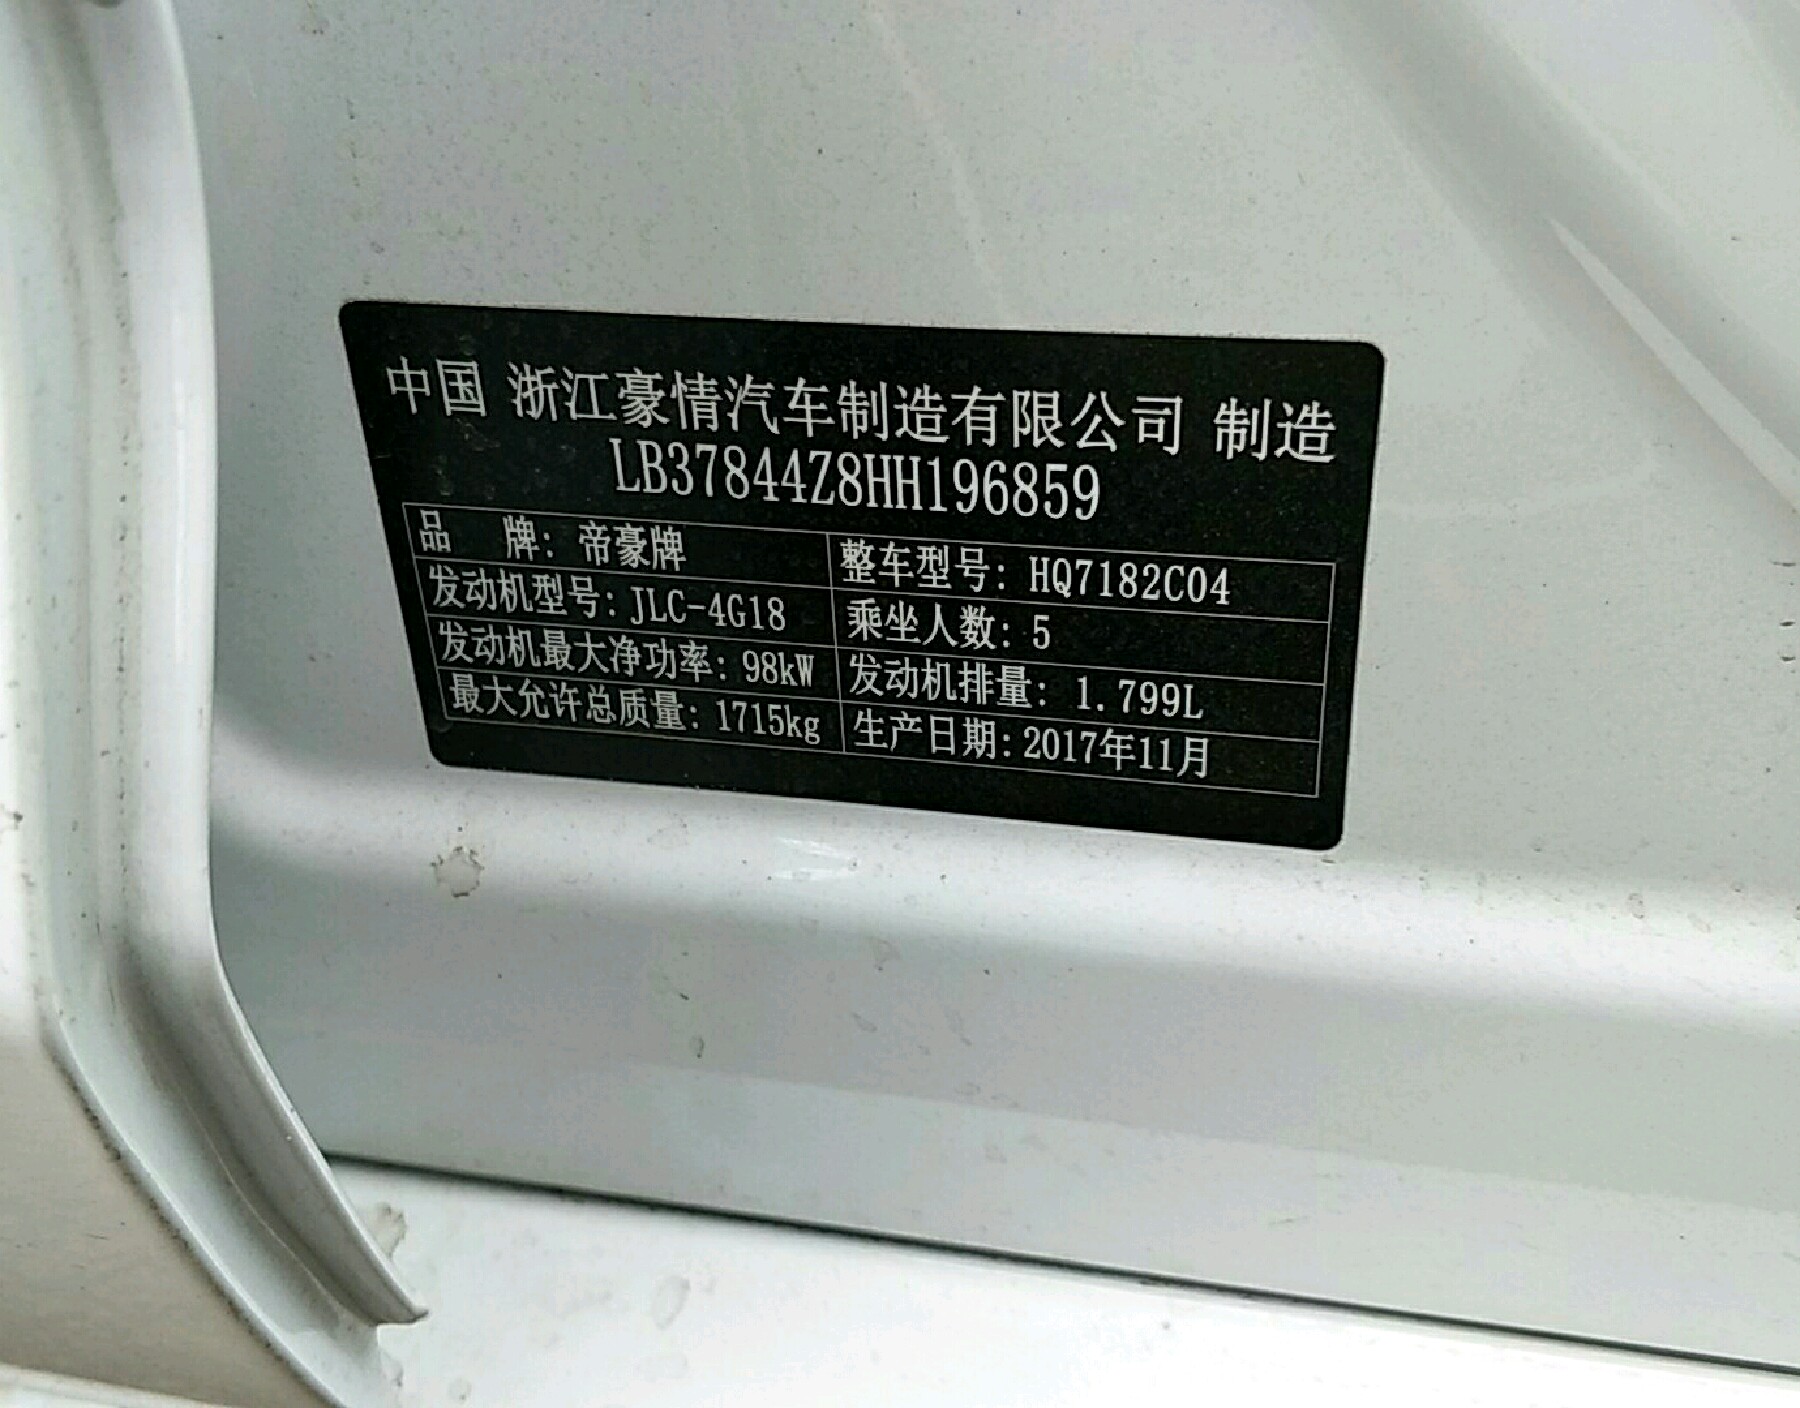 中国 浙江豪情汽车制造有限公司 制造
LB37844Z8HH196859
品 牌: 帝豪牌 整车型号: HQ7182C04
发动机型号: JLC-4G18 乘坐人数: 5
发动机最大净功率: 98kW 发动机排量: 1.799L
最大允许总质量: 1715kg 生产日期: 2017年11月